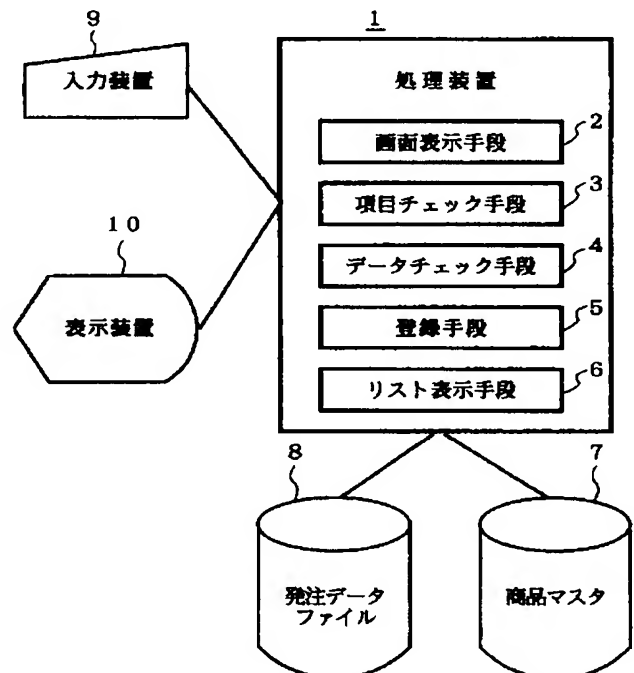 9
入力装置
10
表示装置
1
処理装置
画面表示手段
2
項目チェック手段
3
データチェック手段
4
登録手段
5
リスト表示手段
6
8
発注データ
ファイル
7
商品マスタ